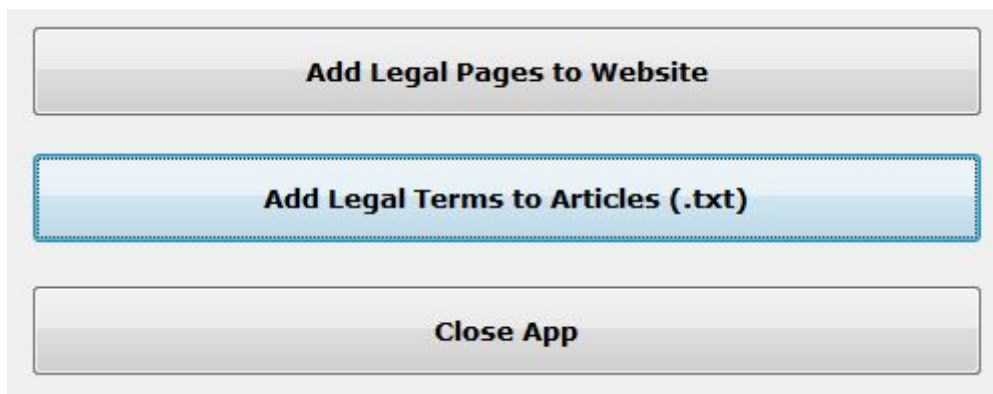 Add Legal Pages to Website
Add Legal Terms to Articles (.txt)
Close App